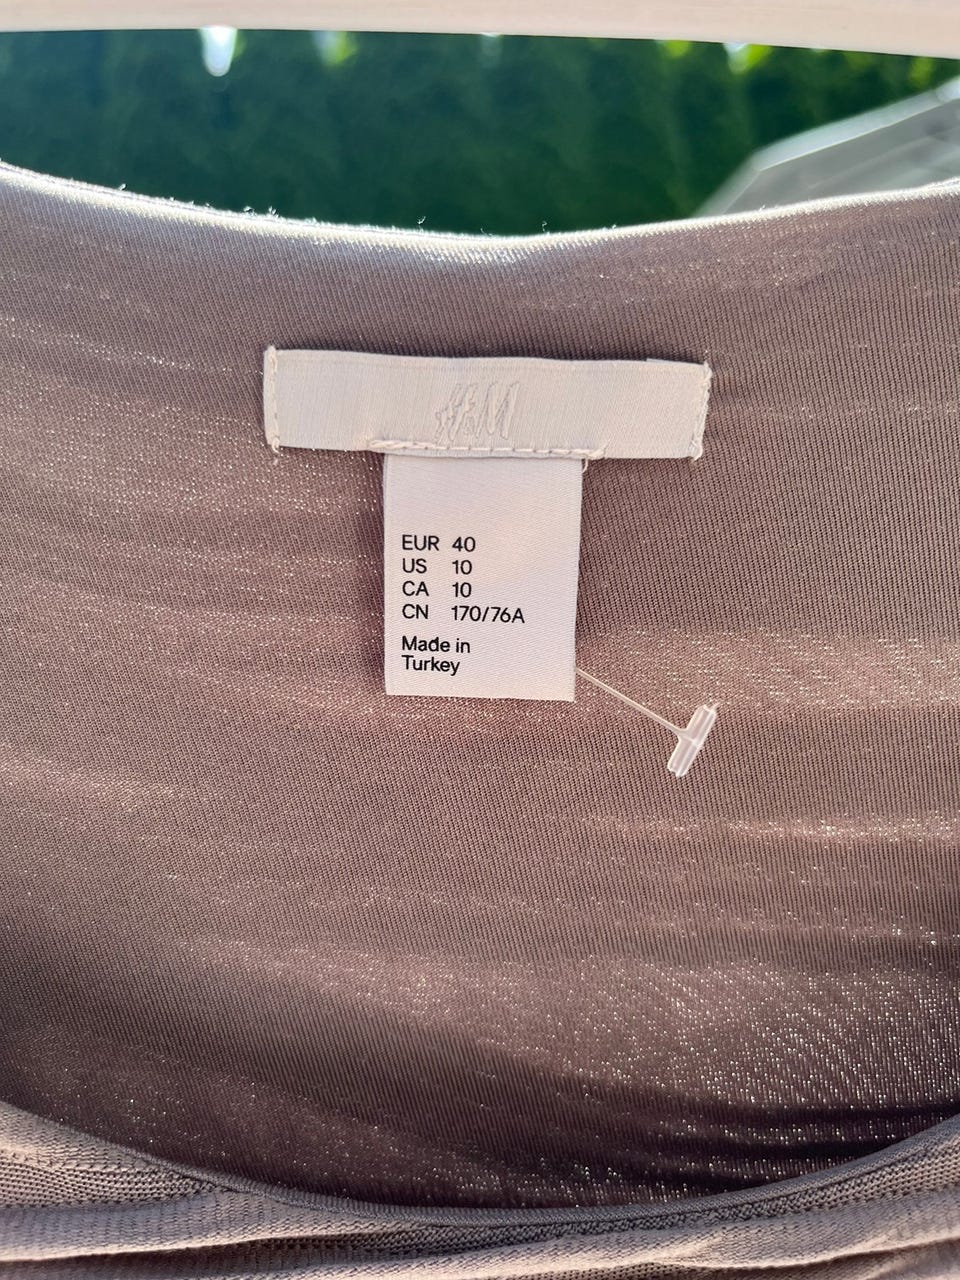 H&M
EUR 40
US 10
CA 10
CN 170/76A
Made in
Turkey